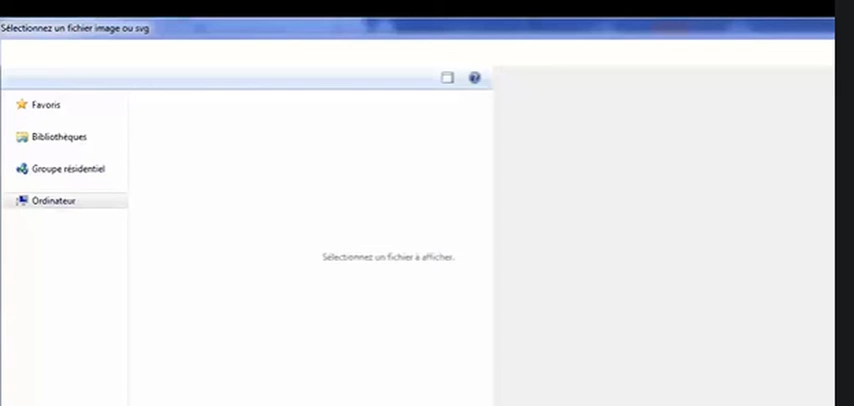 Sélectionnez un fichier image ou svg
Favoris
Bibliothèques
Groupe résidentiel
Ordinateur
Sélectionnez un fichier à afficher.